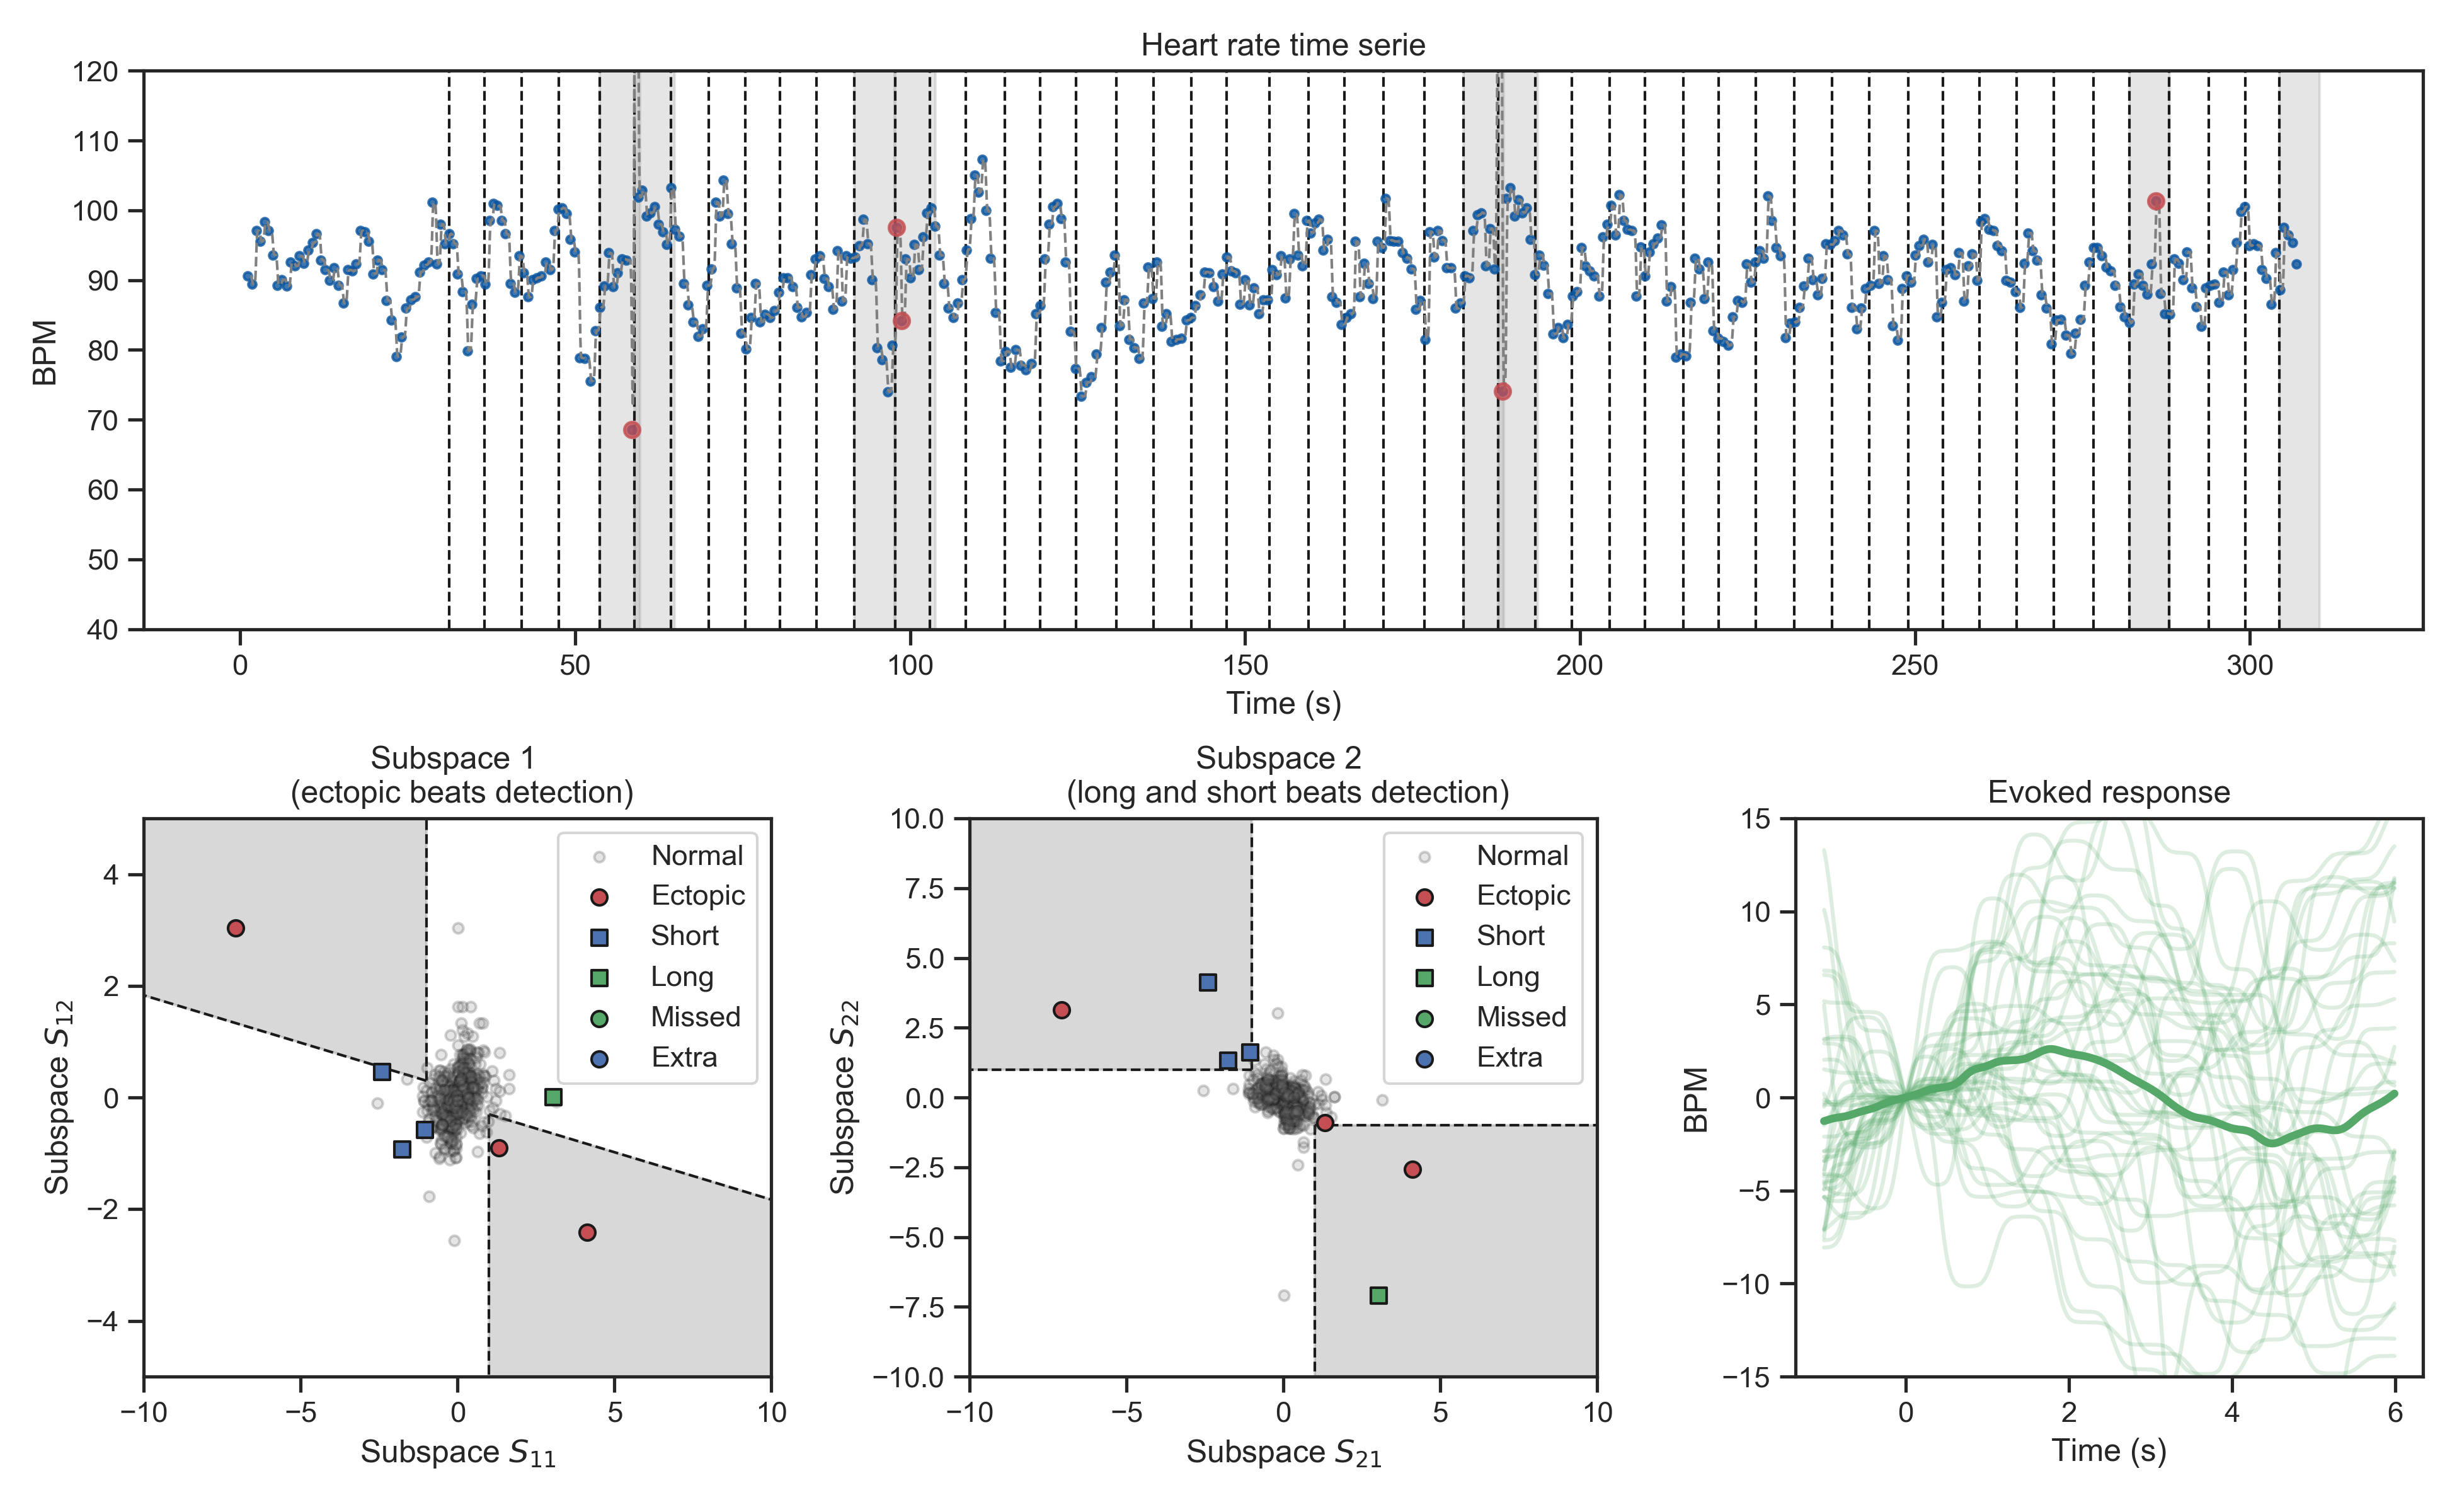 Heart rate time serie
120
110
100
90
80
70
60
50
40
BPM
0 50 100 150 200 250 300
Time (s)
Subspace 1
(ectopic beats detection)
4
2
0
−2
−4
Subspace S12
Normal
Ectopic
Short
Long
Missed
Extra
−10 −5 0 5 10
Subspace S11
Subspace 2
(long and short beats detection)
10.0
7.5
5.0
2.5
0.0
−2.5
−5.0
−7.5
−10.0
Subspace S22
Normal
Ectopic
Short
Long
Missed
Extra
−10 −5 0 5 10
Subspace S21
Evoked response
15
10
5
0
−5
−10
−15
BPM
0 2 4 6
Time (s)